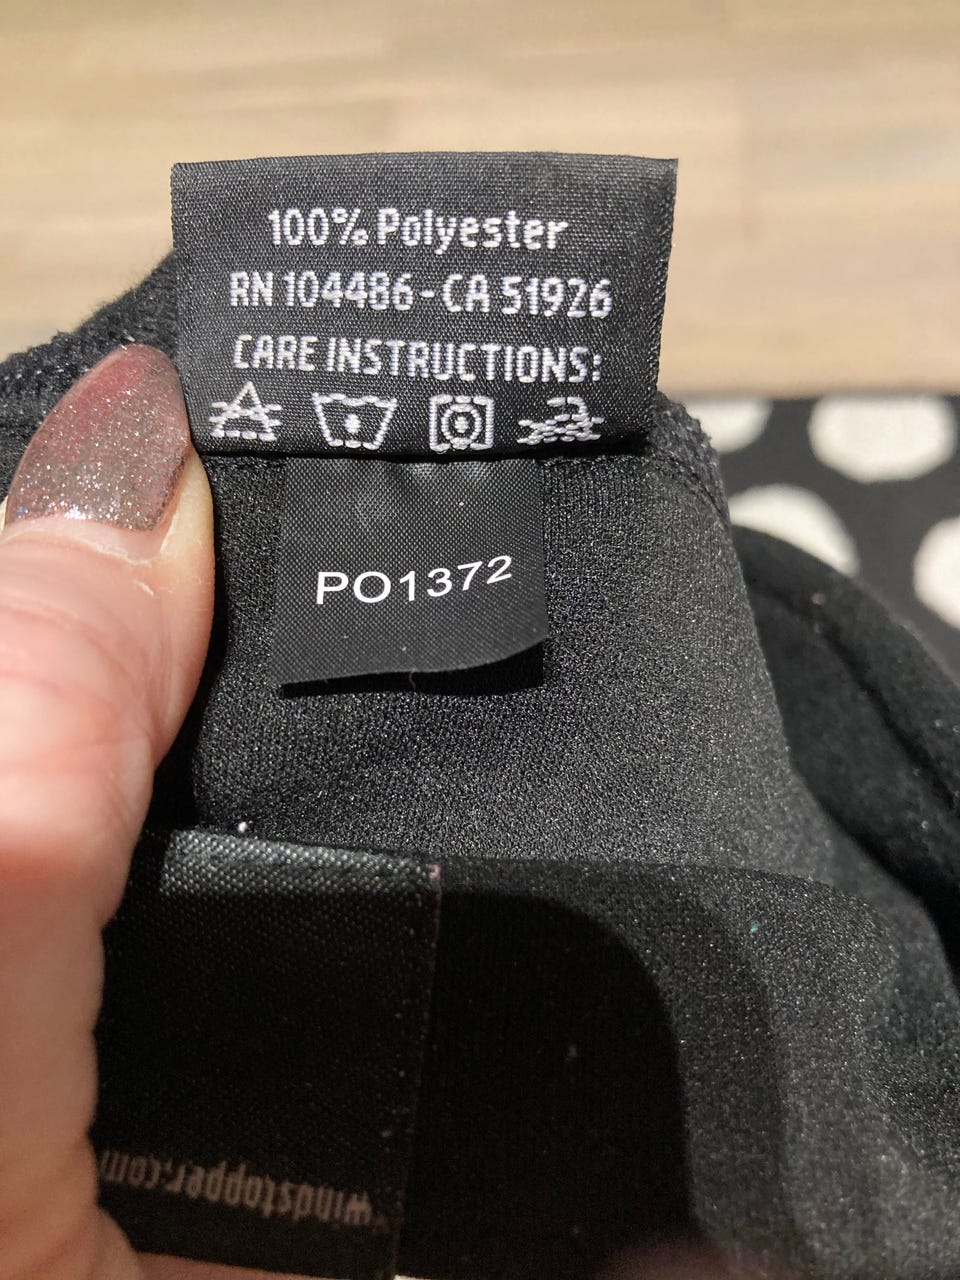 100% Polyester
RN 104486 - CA 51926
CARE INSTRUCTIONS:
PO1372
windstopper.com